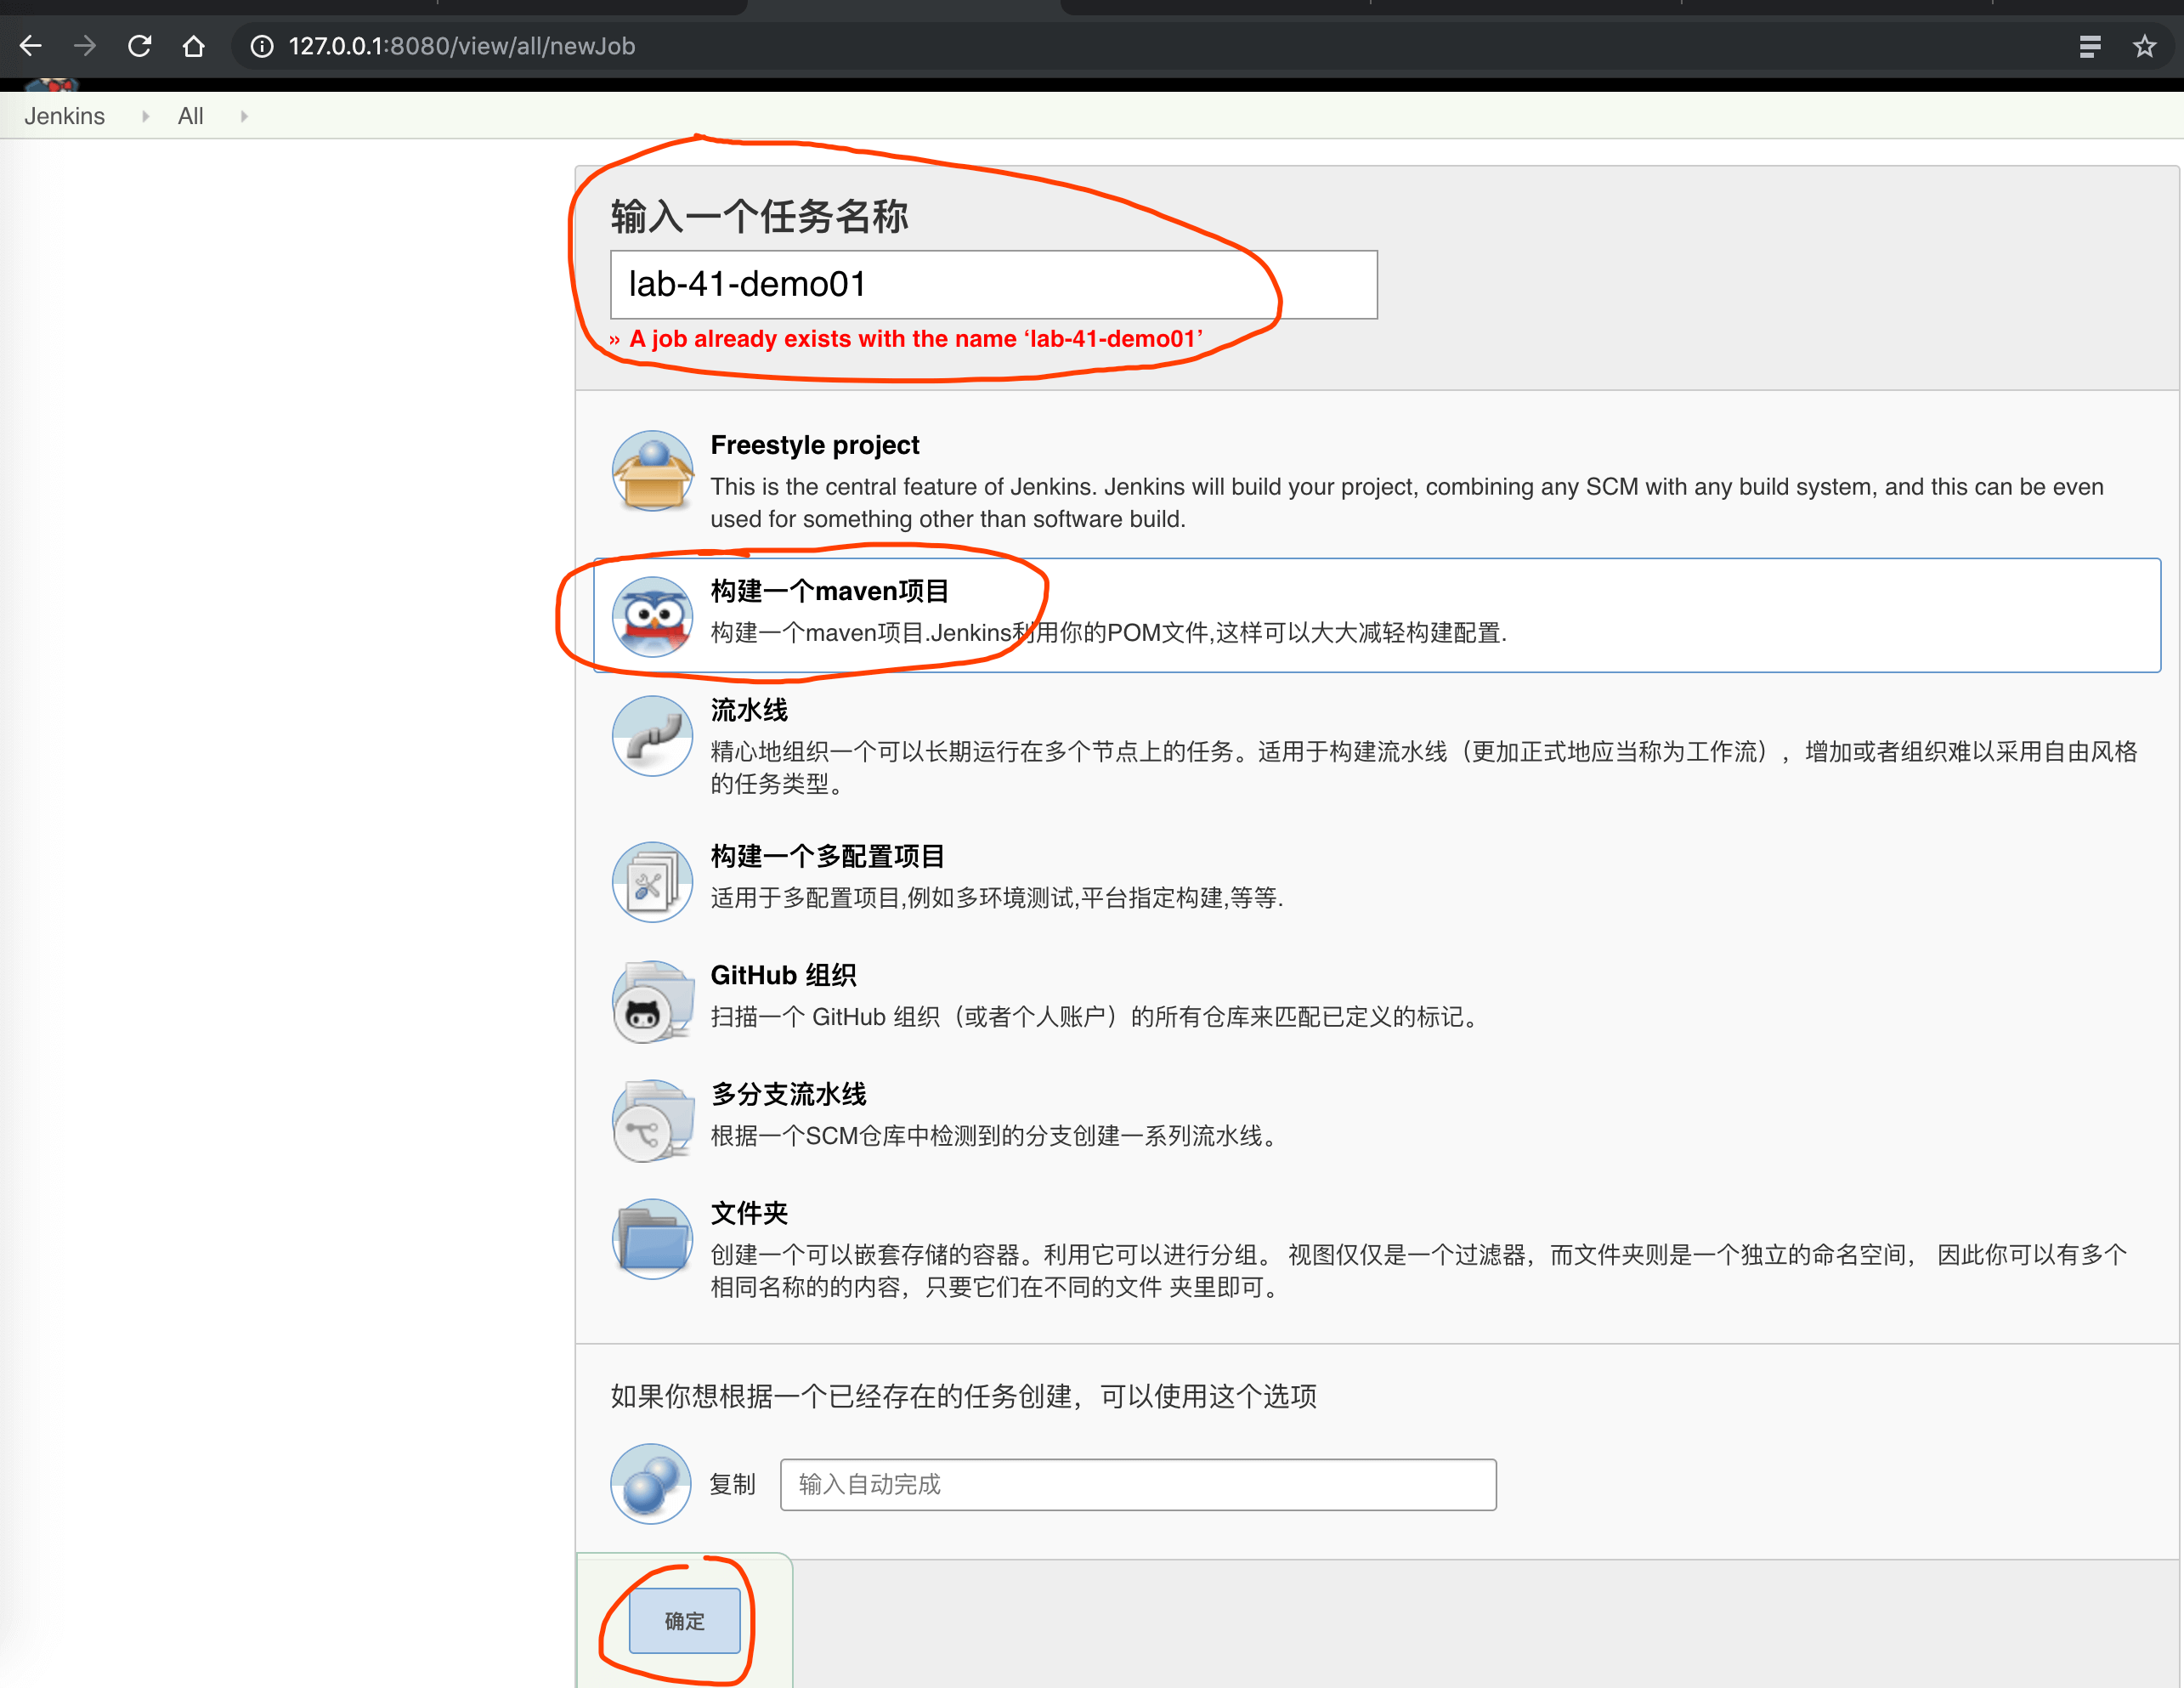 127.0.0.1:8080/view/all/newJob
Jenkins All
输入一个任务名称
lab-41-demo01
» A job already exists with the name ‘lab-41-demo01’
Freestyle project
This is the central feature of Jenkins. Jenkins will build your project, combining any SCM with any build system, and this can be even
used for something other than software build.
构建一个maven项目
构建一个maven项目.Jenkins利用你的POM文件,这样可以大大减轻构建配置.
流水线
精心地组织一个可以长期运行在多个节点上的任务。适用于构建流水线（更加正式地应当称为工作流），增加或者组织难以采用自由风格
的任务类型。
构建一个多配置项目
适用于多配置项目,例如多环境测试,平台指定构建,等等.
GitHub 组织
扫描一个 GitHub 组织（或者个人账户）的所有仓库来匹配已定义的标记。
多分支流水线
根据一个SCM仓库中检测到的分支创建一系列流水线。
文件夹
创建一个可以嵌套存储的容器。利用它可以进行分组。 视图仅仅是一个过滤器，而文件夹则是一个独立的命名空间， 因此你可以有多个
相同名称的的内容，只要它们在不同的文件 夹里即可。
如果你想根据一个已经存在的任务创建，可以使用这个选项
复制 输入自动完成
确定